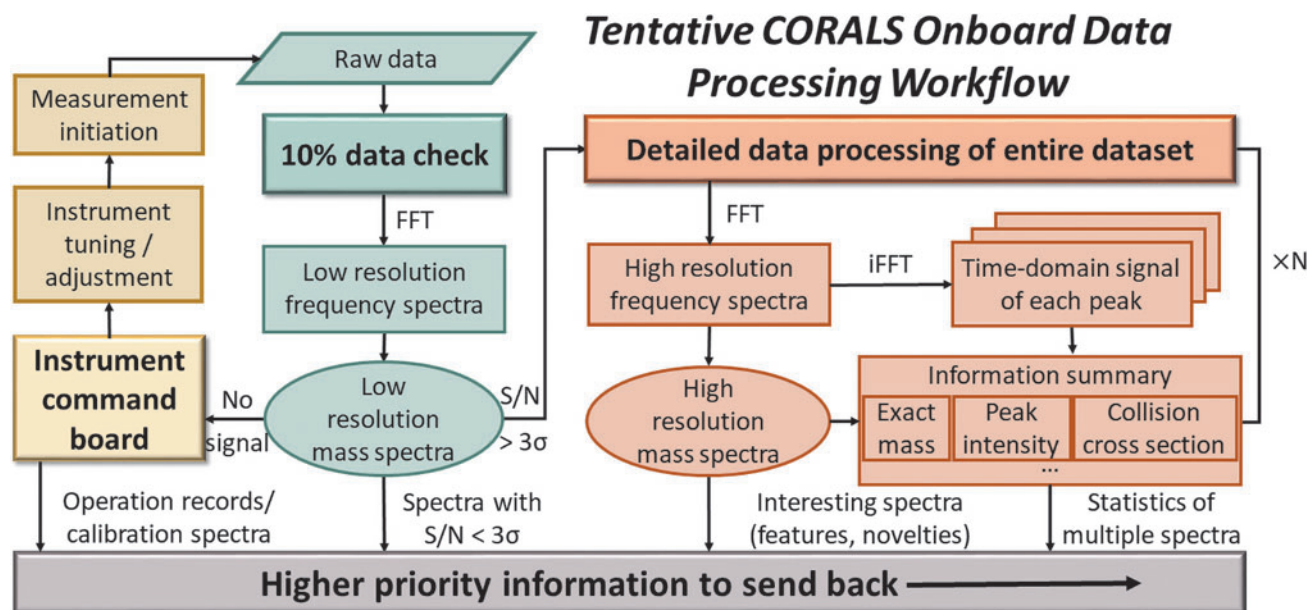 Tentative CORALS Onboard Data
Processing Workflow
Raw data
Measurement
initiation
10% data check
Detailed data processing of entire dataset
Instrument
tuning /
adjustment
FFT
FFT
Low resolution
frequency spectra
High resolution
frequency spectra
iFFT
Time-domain signal
of each peak
×N
Instrument
command
board
No
signal
Low
resolution
mass spectra
S/N
> 3σ
High
resolution
mass spectra
Information summary
Exact
mass
Peak
intensity
Collision
cross section
...
Operation records/
calibration spectra
Spectra with
S/N < 3σ
Interesting spectra
(features, novelties)
Statistics of
multiple spectra
Higher priority information to send back